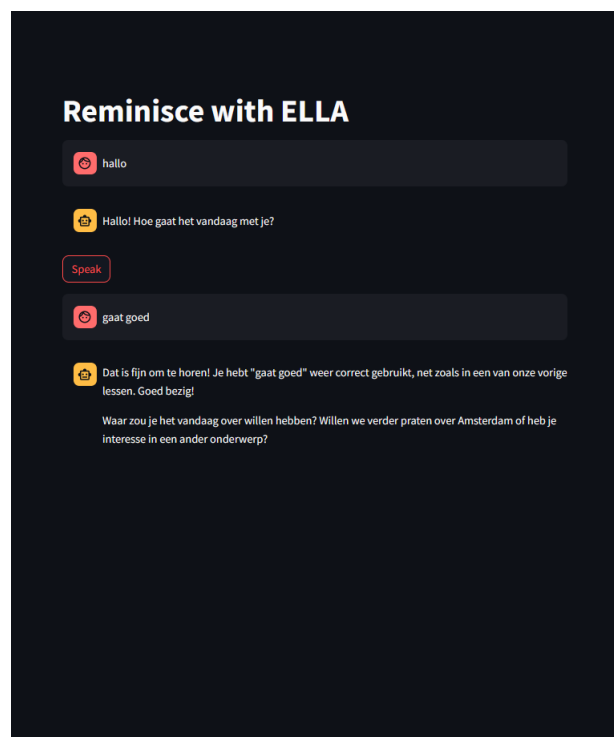 Reminisce with ELLA
hallo
Hallo! Hoe gaat het vandaag met je?
Speak
gaat goed
Dat is fijn om te horen! Je hebt "gaat goed" weer correct gebruikt, net zoals in een van onze vorige
lessen. Goed bezig!
Waar zou je het vandaag over willen hebben? Willen we verder praten over Amsterdam of heb je
interesse in een ander onderwerp?